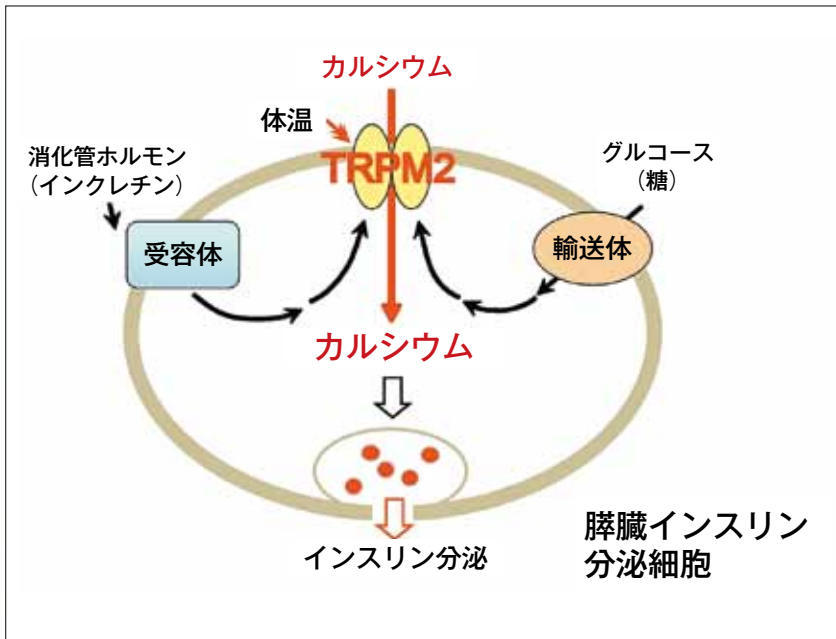 カルシウム
体温
TRPM2
消化管ホルモン
（インクレチン）
グルコース
（糖）
受容体
輸送体
カルシウム
インスリン分泌
膵臓インスリン
分泌細胞